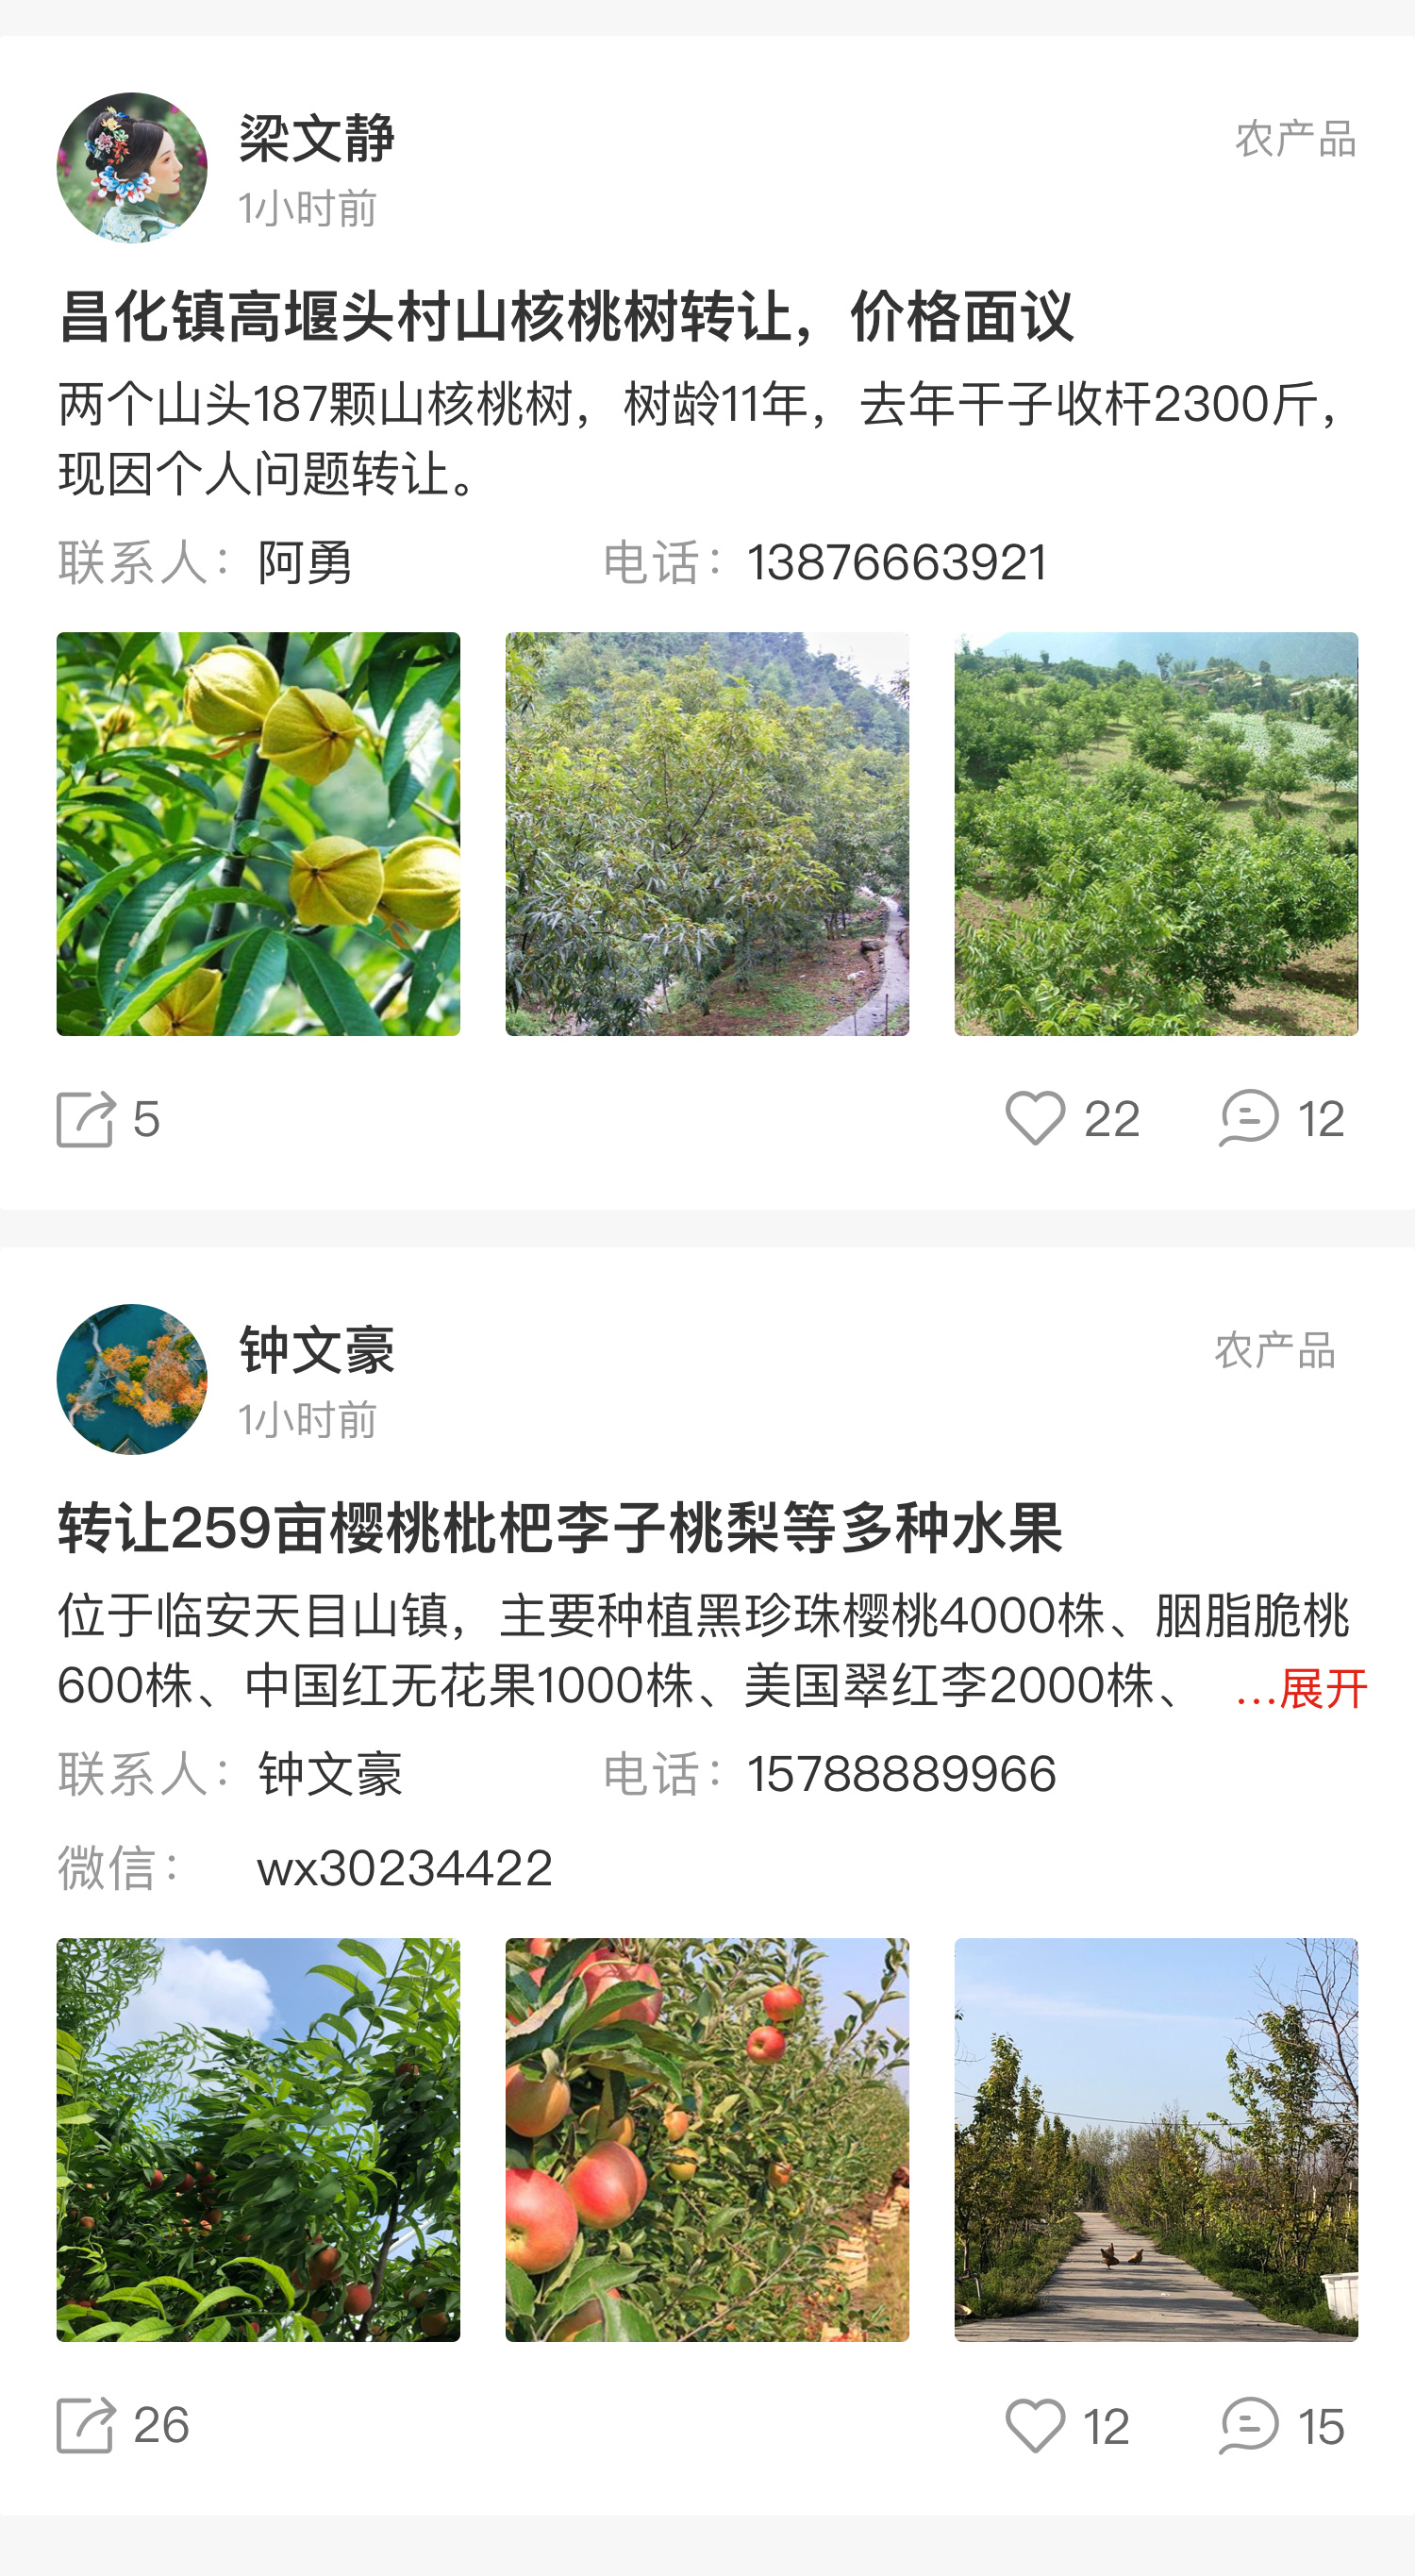 梁文静
农产品
1小时前
昌化镇高堰头村山核桃树转让，价格面议
两个山头187颗山核桃树，树龄11年，去年干子收杆2300斤，
现因个人问题转让。
联系人：阿勇 电话：13876663921
5 22 12
钟文豪
农产品
1小时前
转让259亩樱桃枇杷李子桃梨等多种水果
位于临安天目山镇，主要种植黑珍珠樱桃4000株、胭脂脆桃
600株、中国红无花果1000株、美国翠红李2000株、 ...展开
联系人：钟文豪 电话：15788889966
微信： wx30234422
26 12 15